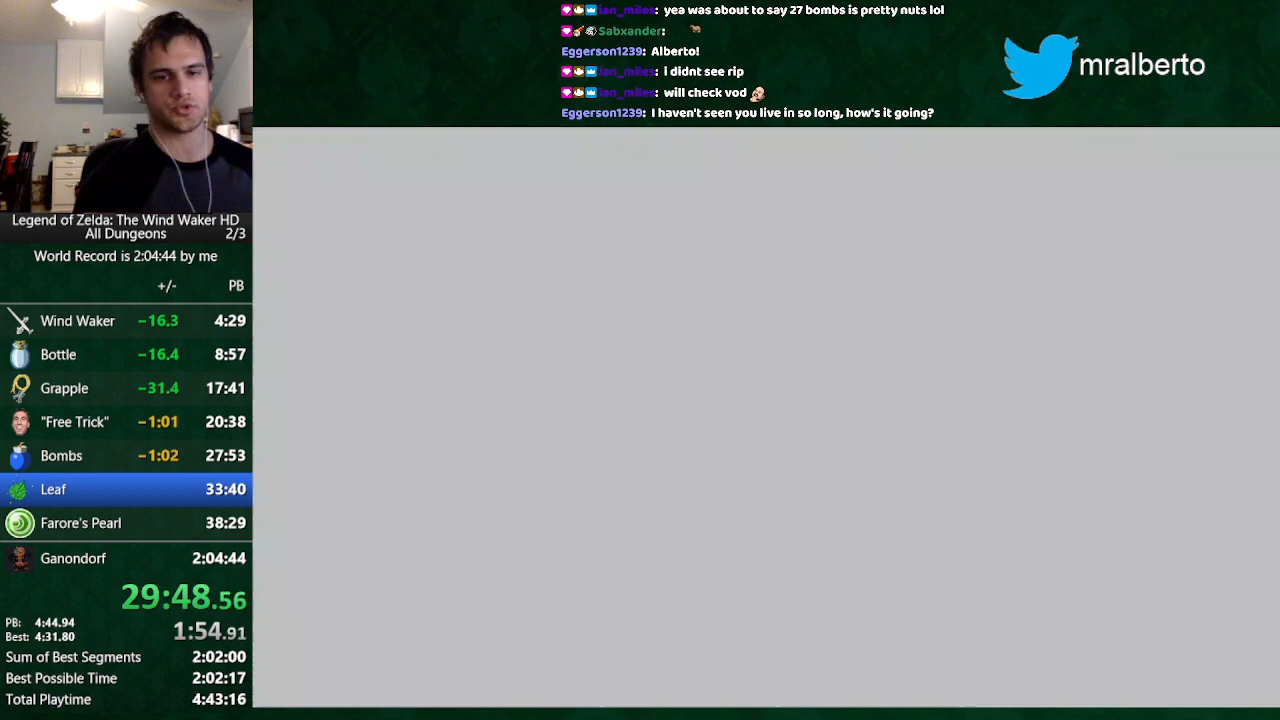 ian_miles: yea was about to say 27 bombs is pretty nuts lol
Sabxander:
Eggerson1239: Alberto!
ian_miles: i didnt see rip
ian_miles: will check vod
Eggerson1239: I haven't seen you live in so long, how's it going?
mralberto
Legend of Zelda: The Wind Waker HD
All Dungeons 2/3
World Record is 2:04:44 by me
+/- PB
Wind Waker −16.3 4:29
Bottle −16.4 8:57
Grapple −31.4 17:41
"Free Trick" −1:01 20:38
Bombs −1:02 27:53
Leaf 33:40
Farore's Pearl 38:29
Ganondorf 2:04:44
29:48.56
PB: 4:44.94
Best: 4:31.80
1:54.91
Sum of Best Segments 2:02:00
Best Possible Time 2:02:17
Total Playtime 4:43:16